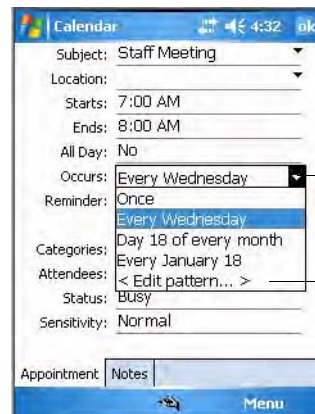 Calendar 4:32 ok
Subject: Staff Meeting
Location:
Starts: 7:00 AM
Ends: 8:00 AM
All Day: No
Occurs: Every Wednesday
Reminder: Once
Every Wednesday
Day 18 of every month
Categories: Every January 18
Attendees: < Edit pattern... >
Status: Busy
Sensitivity: Normal
Appointment Notes
Menu